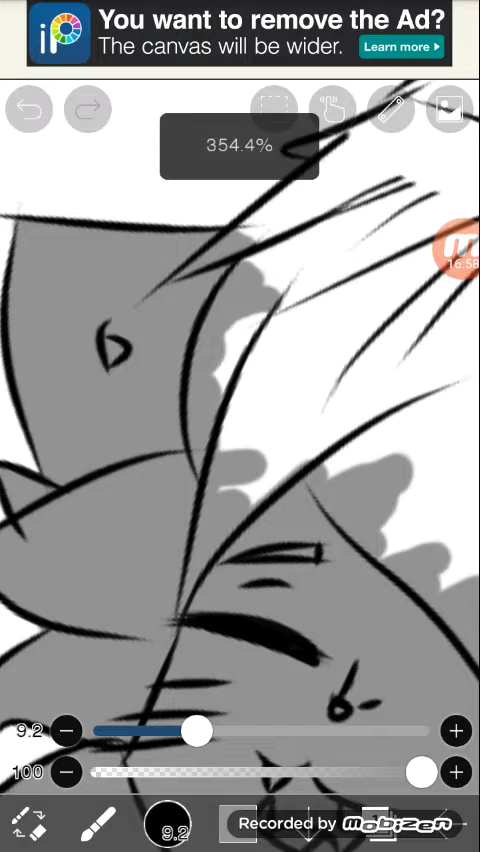 You want to remove the Ad?
The canvas will be wider.
Learn more
iP
354.4%
16:58
9.2
100
9.2
Recorded by MOBIZEN